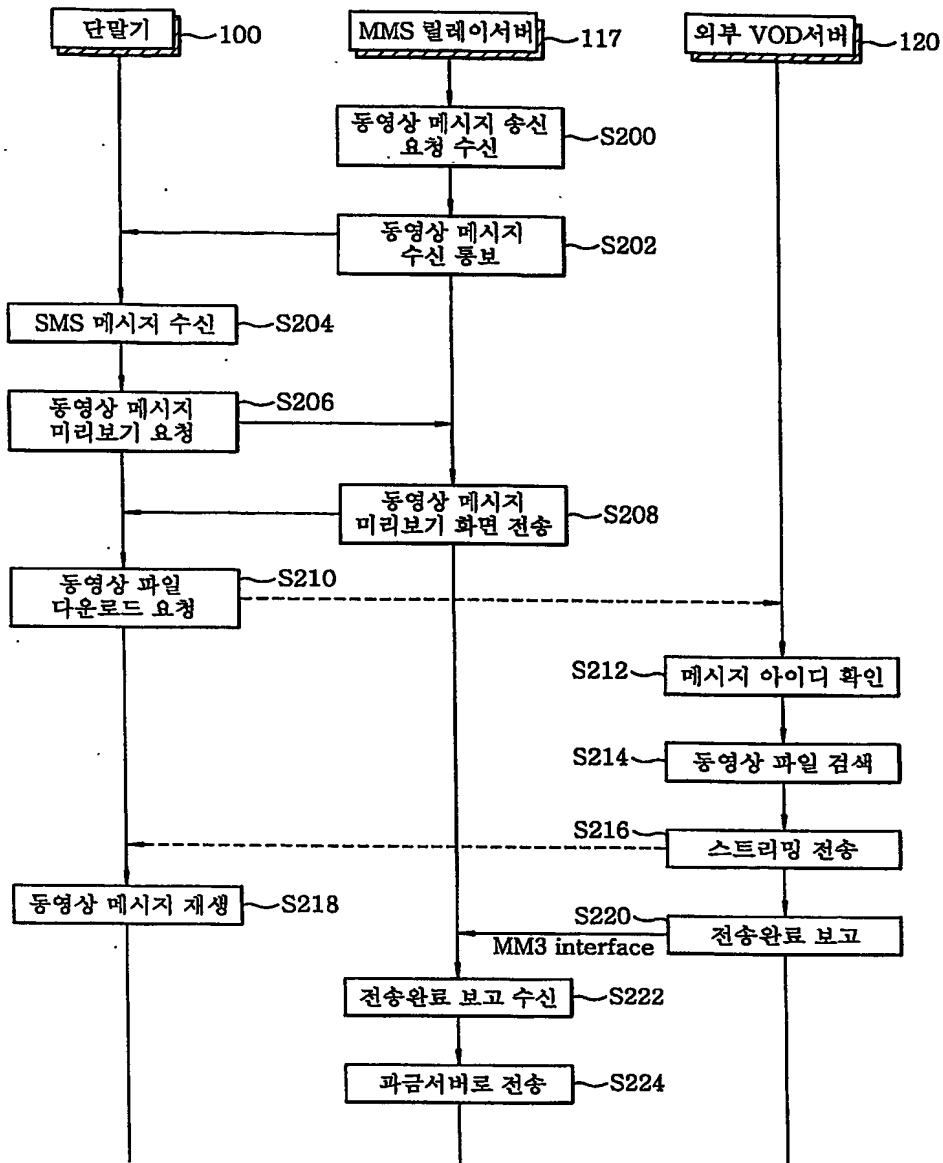 단말기
100
MMS 릴레이서버
117
외부 VOD서버
120
동영상 메시지 송신
요청 수신
S200
동영상 메시지
수신 통보
S202
SMS 메시지 수신
S204
동영상 메시지
미리보기 요청
S206
동영상 메시지
미리보기 화면 전송
S208
동영상 파일
다운로드 요청
S210
S212
메시지 아이디 확인
S214
동영상 파일 검색
S216
스트리밍 전송
동영상 메시지 재생
S218
S220
전송완료 보고
MM3 interface
전송완료 보고 수신
S222
과금서버로 전송
S224